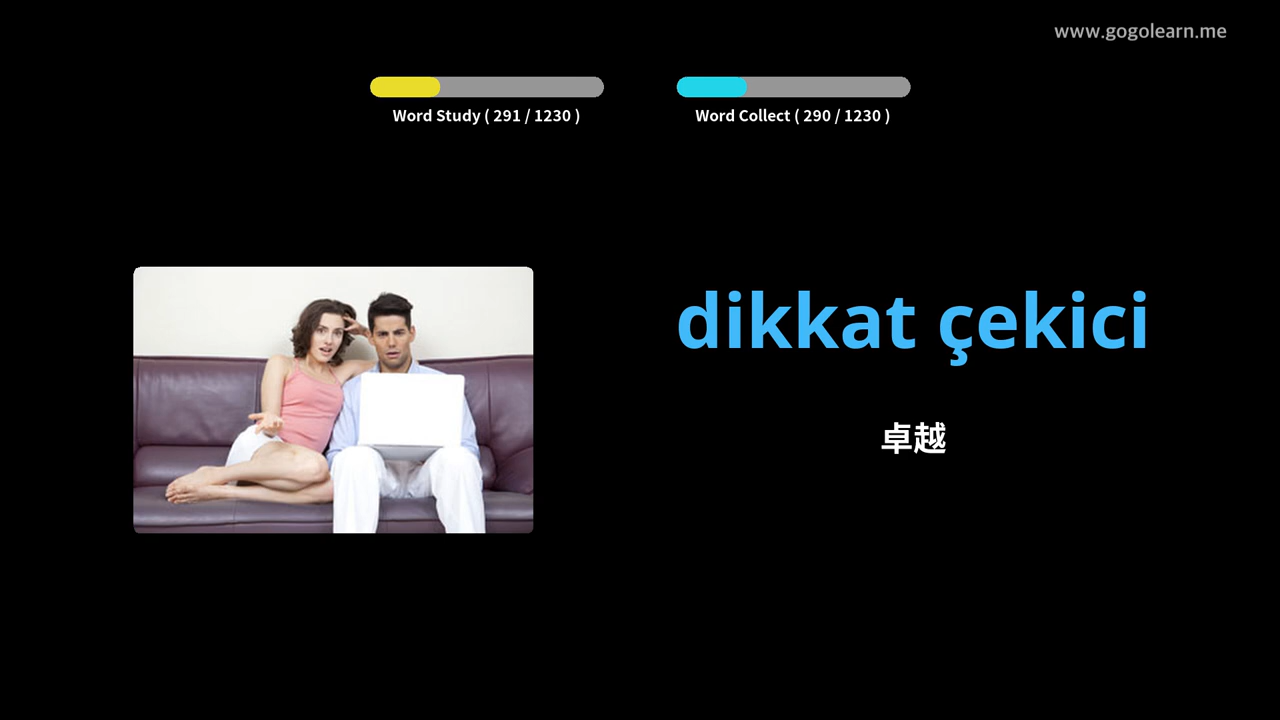 www.gogolearn.me
Word Study ( 291 / 1230 )
Word Collect ( 290 / 1230 )
dikkat çekici
卓越